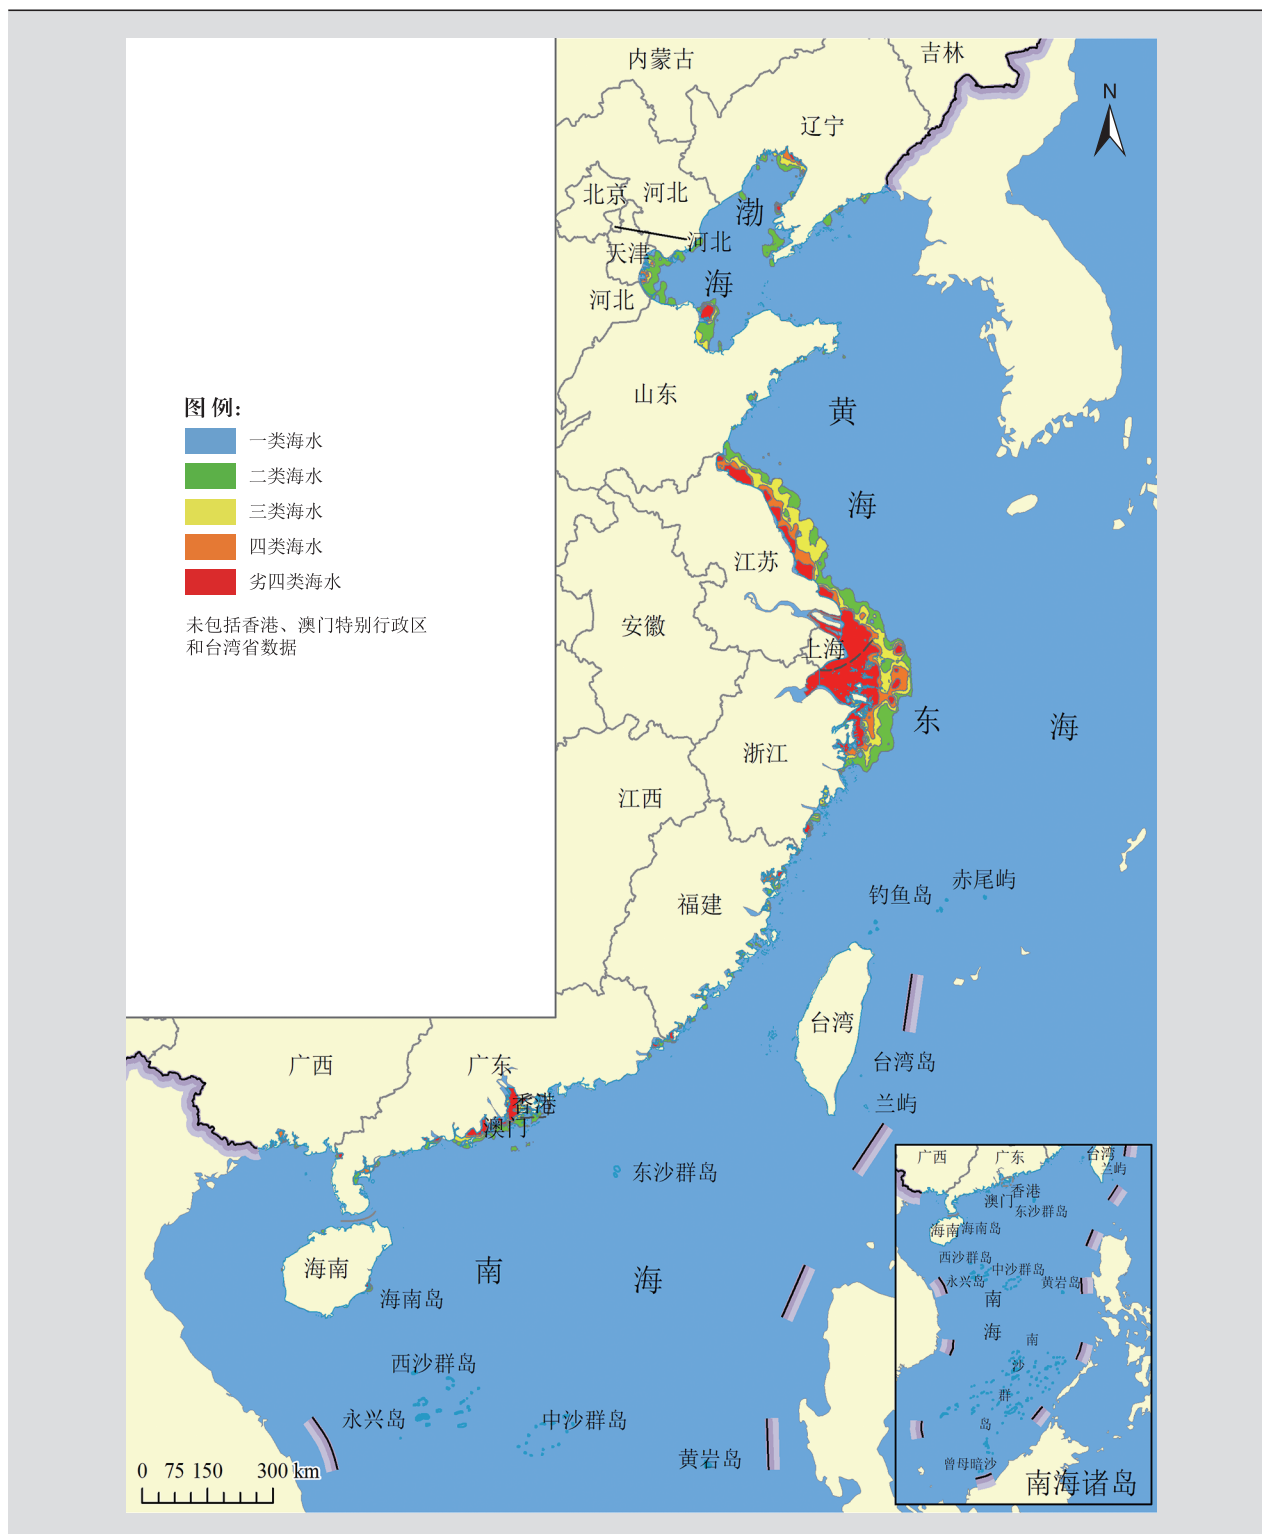 内蒙古
吉林
N
辽宁
北京
河北
渤
河北
天津
海
河北
山东
黄
图例:
一类海水
二类海水
三类海水
四类海水
劣四类海水
未包括香港、澳门特别行政区
和台湾省数据
海
江苏
安徽
上海
东
海
浙江
江西
赤尾屿
钓鱼岛
福建
台湾
广西
广东
台湾岛
香港
兰屿
澳门
东沙群岛
海南
南
海
海南岛
西沙群岛
永兴岛
中沙群岛
黄岩岛
0 75 150 300 km
广西
广东
台湾
兰屿
香港
澳门
东沙群岛
海南
海南岛
西沙群岛
中沙群岛
永兴岛
黄岩岛
南
海
南
沙
群
岛
曾母暗沙
南海诸岛